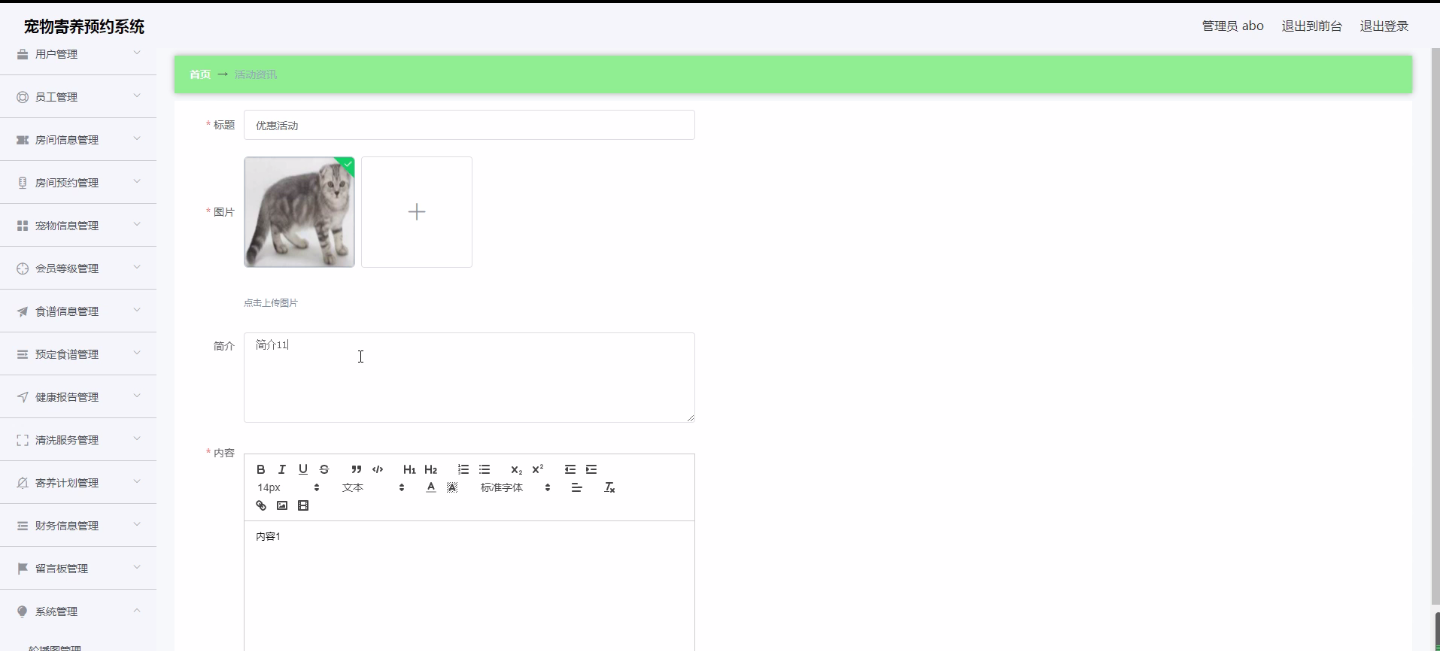 宠物寄养预约系统
管理员 abo 退出到前台 退出登录
用户管理
员工管理
房间信息管理
房间预约管理
宠物信息管理
会员等级管理
食谱信息管理
预定食谱管理
健康报告管理
清洗服务管理
寄养计划管理
财务信息管理
留言板管理
系统管理
轮播图管理
首页 → 活动资讯
* 标题 优惠活动
* 图片
点击上传图片
简介 简介11
* 内容
B I U S H1 H2 X2 X2
14px 文本 A A 标准字体 Tx
内容1